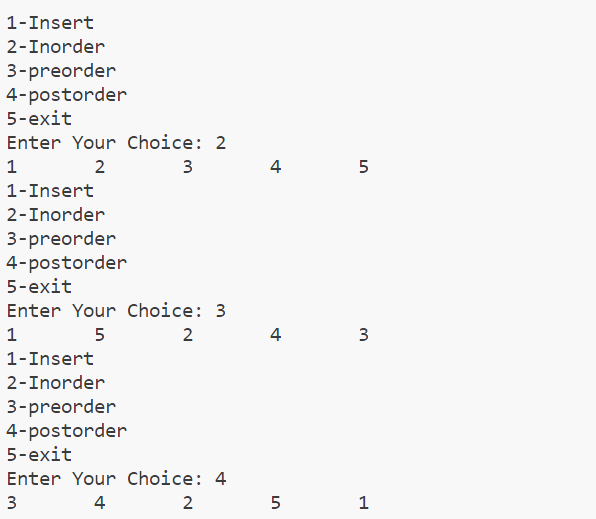 1-Insert
2-Inorder
3-preorder
4-postorder
5-exit
Enter Your Choice: 2
1 2 3 4 5
1-Insert
2-Inorder
3-preorder
4-postorder
5-exit
Enter Your Choice: 3
1 5 2 4 3
1-Insert
2-Inorder
3-preorder
4-postorder
5-exit
Enter Your Choice: 4
3 4 2 5 1